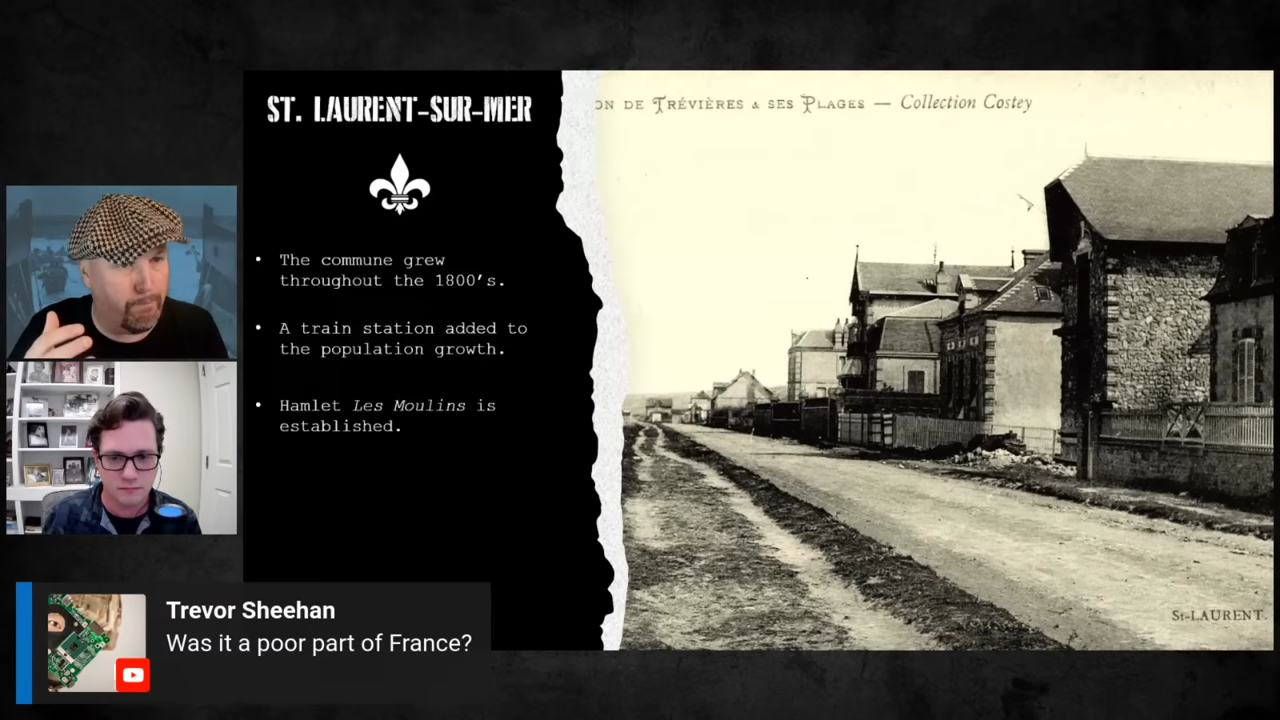 ST. LAURENT-SUR-MER
• The commune grew
throughout the 1800's.
• A train station added to
the population growth.
• Hamlet Les Moulins is
established.
ON DE TRÉVIÈRES & SES PLAGES — Collection Costey
St-LAURENT.
Trevor Sheehan
Was it a poor part of France?